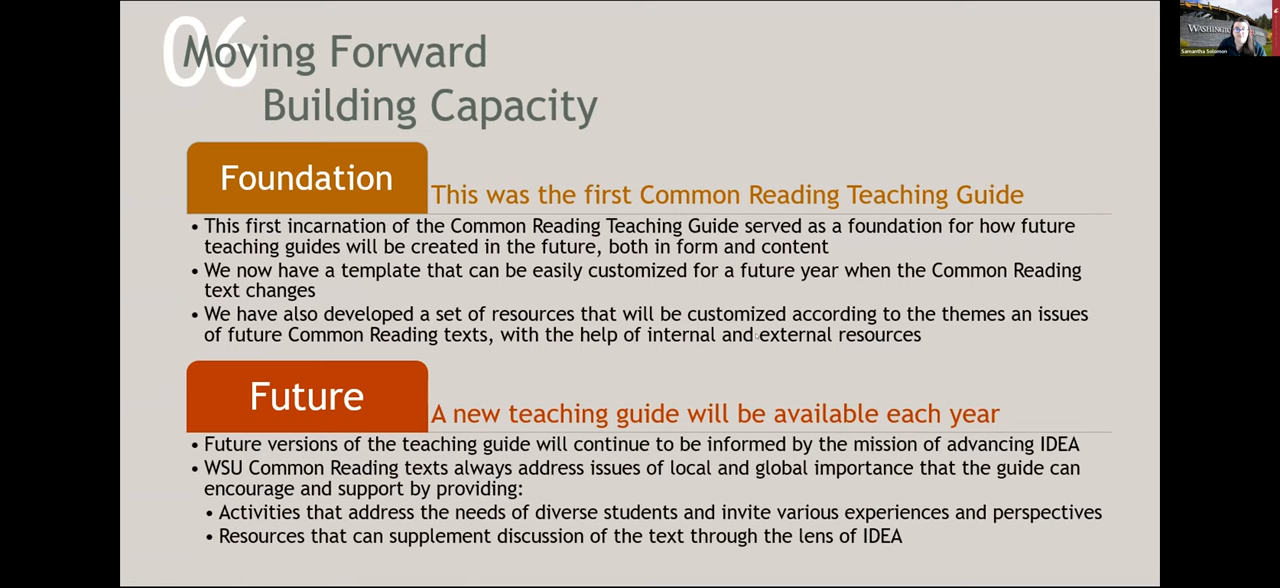 06
Moving Forward
Building Capacity
Foundation
This was the first Common Reading Teaching Guide
• This first incarnation of the Common Reading Teaching Guide served as a foundation for how future
teaching guides will be created in the future, both in form and content
• We now have a template that can be easily customized for a future year when the Common Reading
text changes
• We have also developed a set of resources that will be customized according to the themes an issues
of future Common Reading texts, with the help of internal and external resources
Future
A new teaching guide will be available each year
• Future versions of the teaching guide will continue to be informed by the mission of advancing IDEA
• WSU Common Reading texts always address issues of local and global importance that the guide can
encourage and support by providing:
• Activities that address the needs of diverse students and invite various experiences and perspectives
• Resources that can supplement discussion of the text through the lens of IDEA
Samantha Solomon